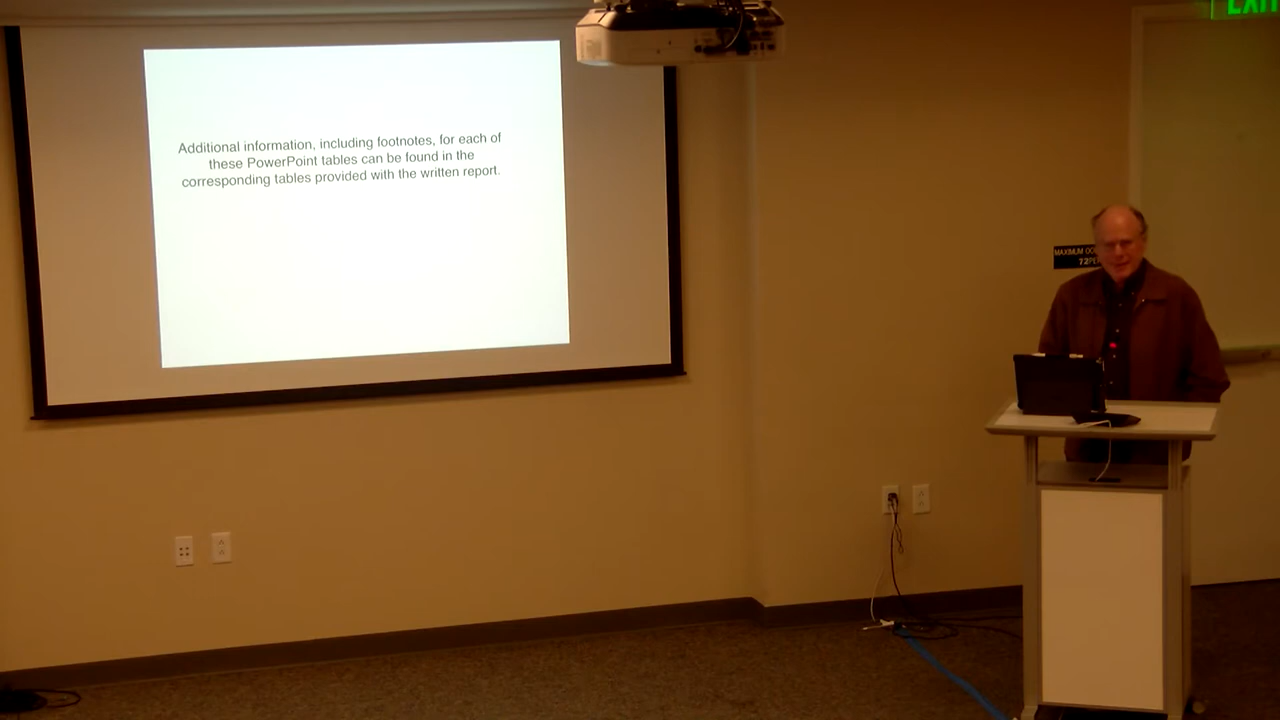 Additional information, including footnotes, for each of
these PowerPoint tables can be found in the
corresponding tables provided with the written report.
EXIT
MAXIMUM
72